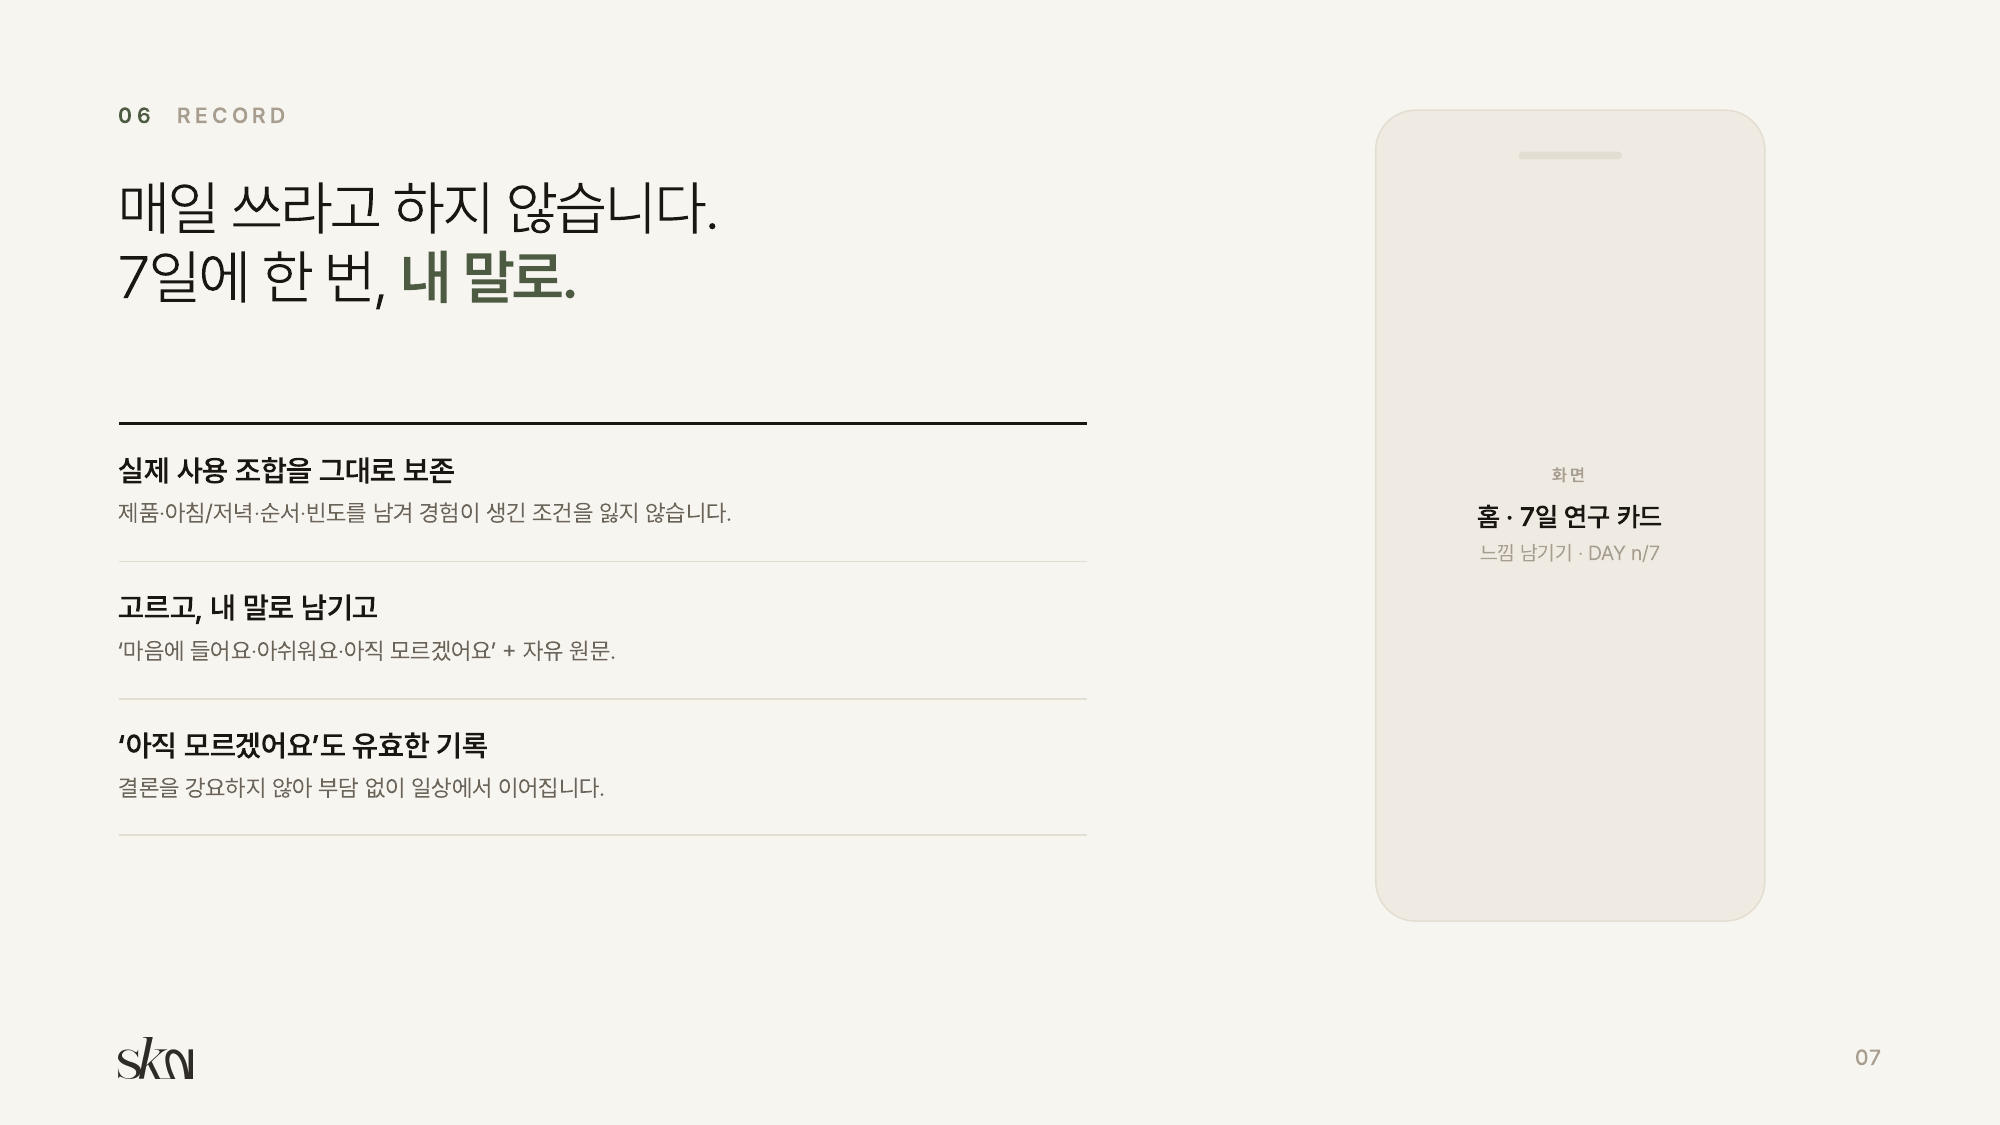 06 RECORD
매일 쓰라고 하지 않습니다.
7일에 한 번, 내 말로.
실제 사용 조합을 그대로 보존
제품·아침/저녁·순서·빈도를 남겨 경험이 생긴 조건을 잃지 않습니다.
고르고, 내 말로 남기고
‘마음에 들어요·아쉬워요·아직 모르겠어요’ + 자유 원문.
‘아직 모르겠어요’도 유효한 기록
결론을 강요하지 않아 부담 없이 일상에서 이어집니다.
화면
홈 · 7일 연구 카드
느낌 남기기 · DAY n/7
07